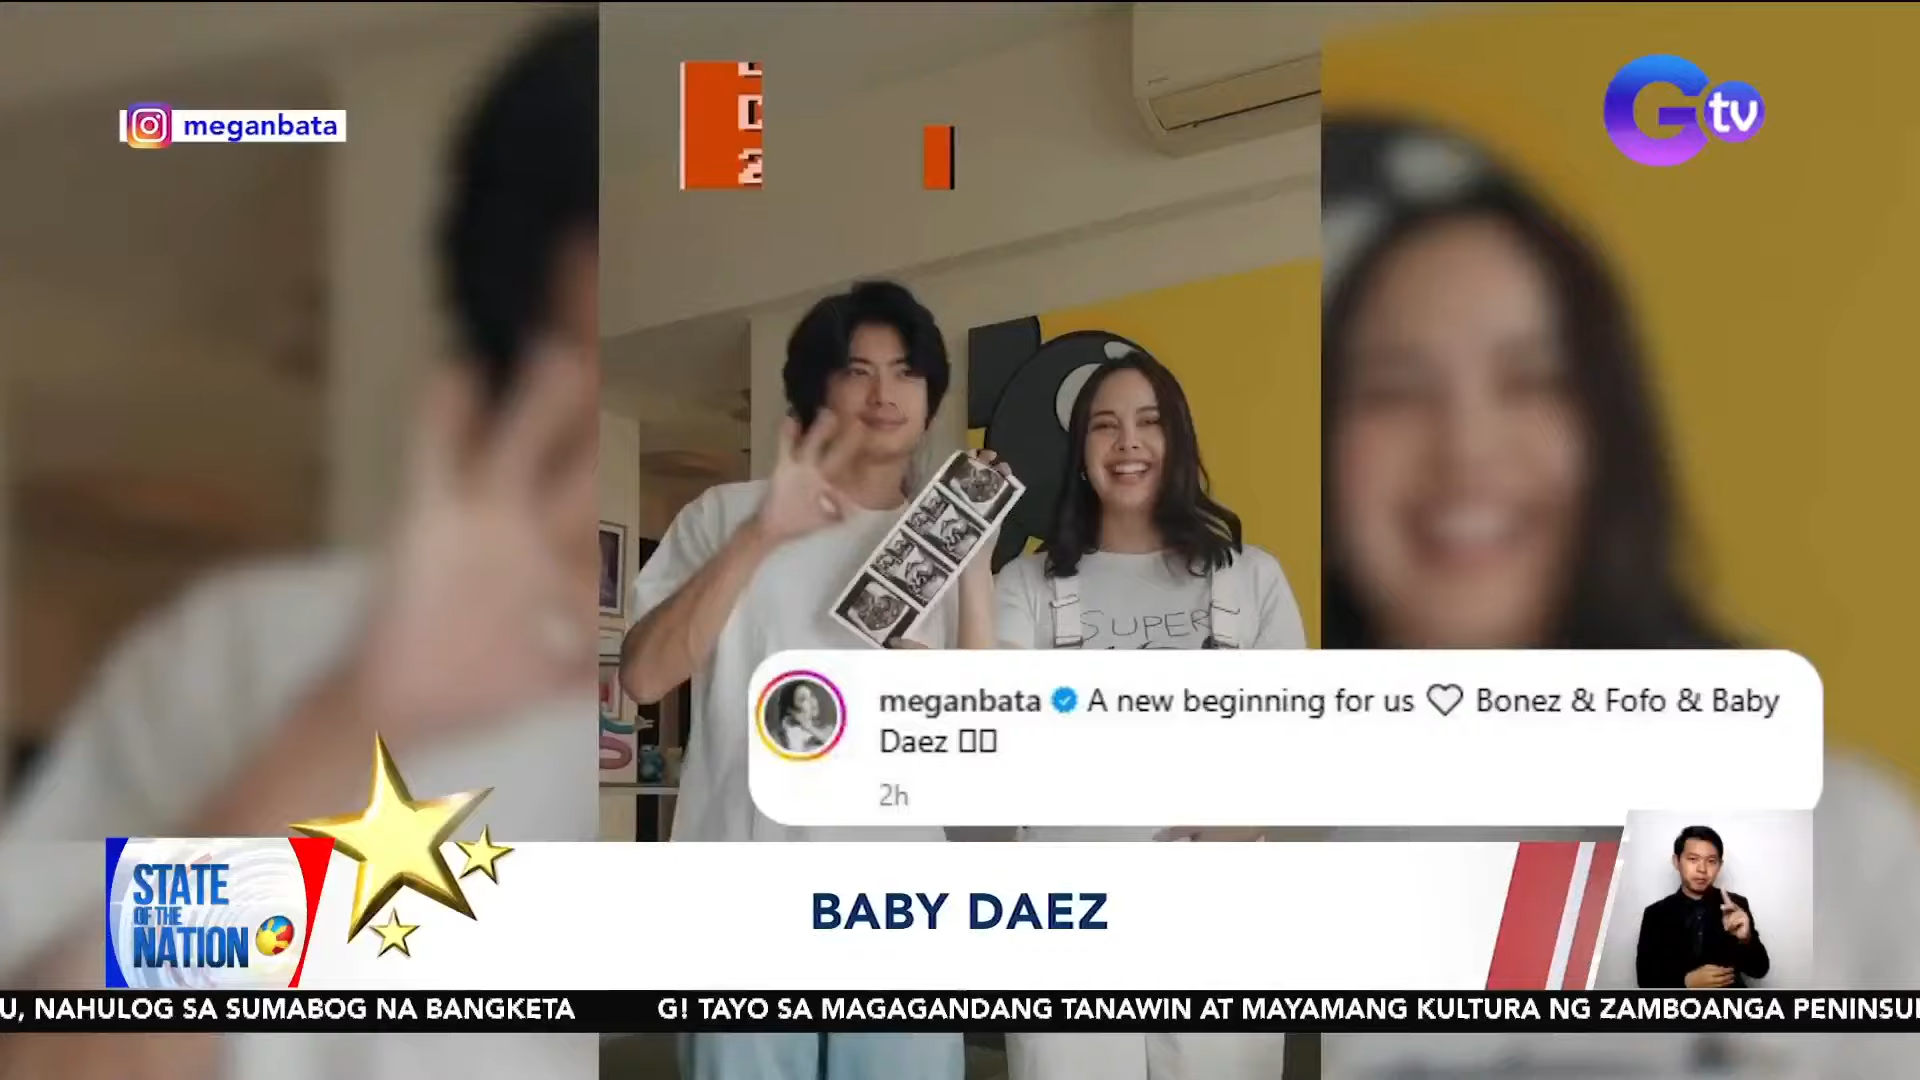 meganbata
G tv
SUPER
meganbata A new beginning for us ♡ Bonez & Fofo & Baby
Daez
2h
STATE
OF THE
NATION
BABY DAEZ
U, NAHULOG SA SUMABOG NA BANGKETA G! TAYO SA MAGAGANDANG TANAWIN AT MAYAMANG KULTURA NG ZAMBOANGA PENINSU